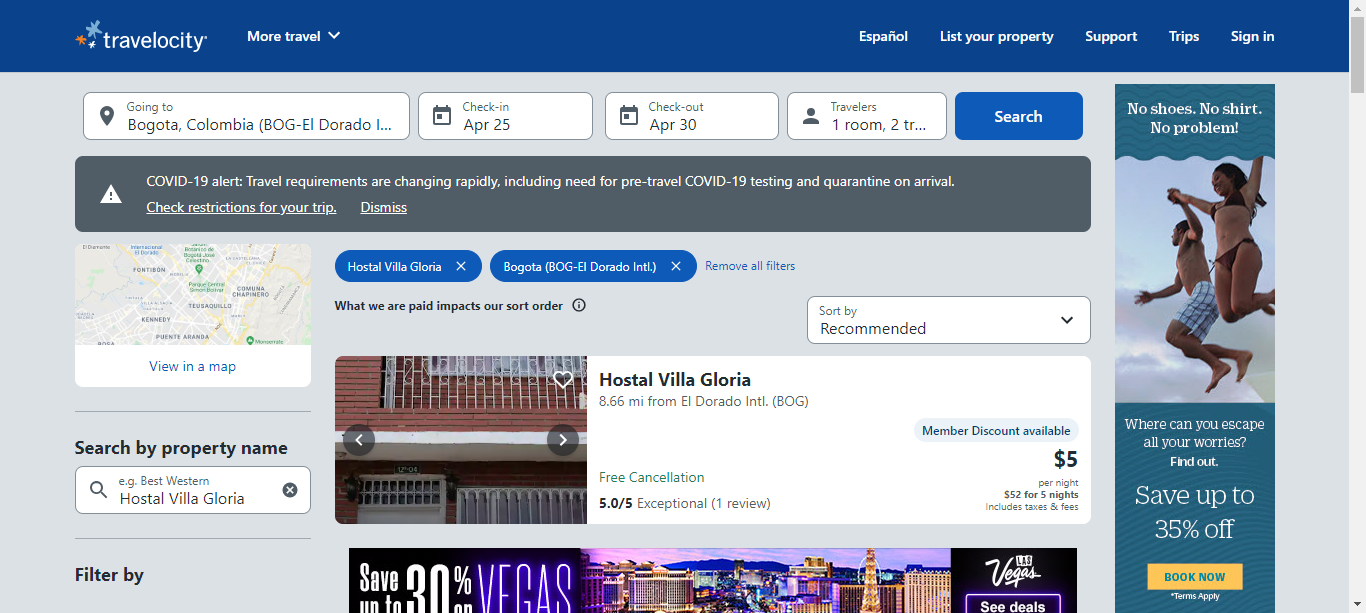 travelocity
More travel
Español
List your property
Support
Trips
Sign in
Going to
Bogota, Colombia (BOG-El Dorado I...
Check-in
Apr 25
Check-out
Apr 30
Travelers
1 room, 2 tr...
Search
COVID-19 alert: Travel requirements are changing rapidly, including need for pre-travel COVID-19 testing and quarantine on arrival.
Check restrictions for your trip.
Dismiss
FONTIBÓN
COMUNA
CHAPINERO
TEUSAQUILLO
KENNEDY
PUENTE ARANDA
Monserrate
View in a map
Hostal Villa Gloria
Bogota (BOG-El Dorado Intl.)
Remove all filters
What we are paid impacts our sort order
Sort by
Recommended
Search by property name
e.g. Best Western
Hostal Villa Gloria
Filter by
Hostal Villa Gloria
8.66 mi from El Dorado Intl. (BOG)
Member Discount available
$5
per night
$52 for 5 nights
Includes taxes & fees
Free Cancellation
5.0/5 Exceptional (1 review)
Save
up to
30%
on
VEGAS
LAS
Vegas
See deals
No shoes. No shirt.
No problem!
Where can you escape
all your worries?
Find out.
Save up to
35% off
BOOK NOW
*Terms Apply